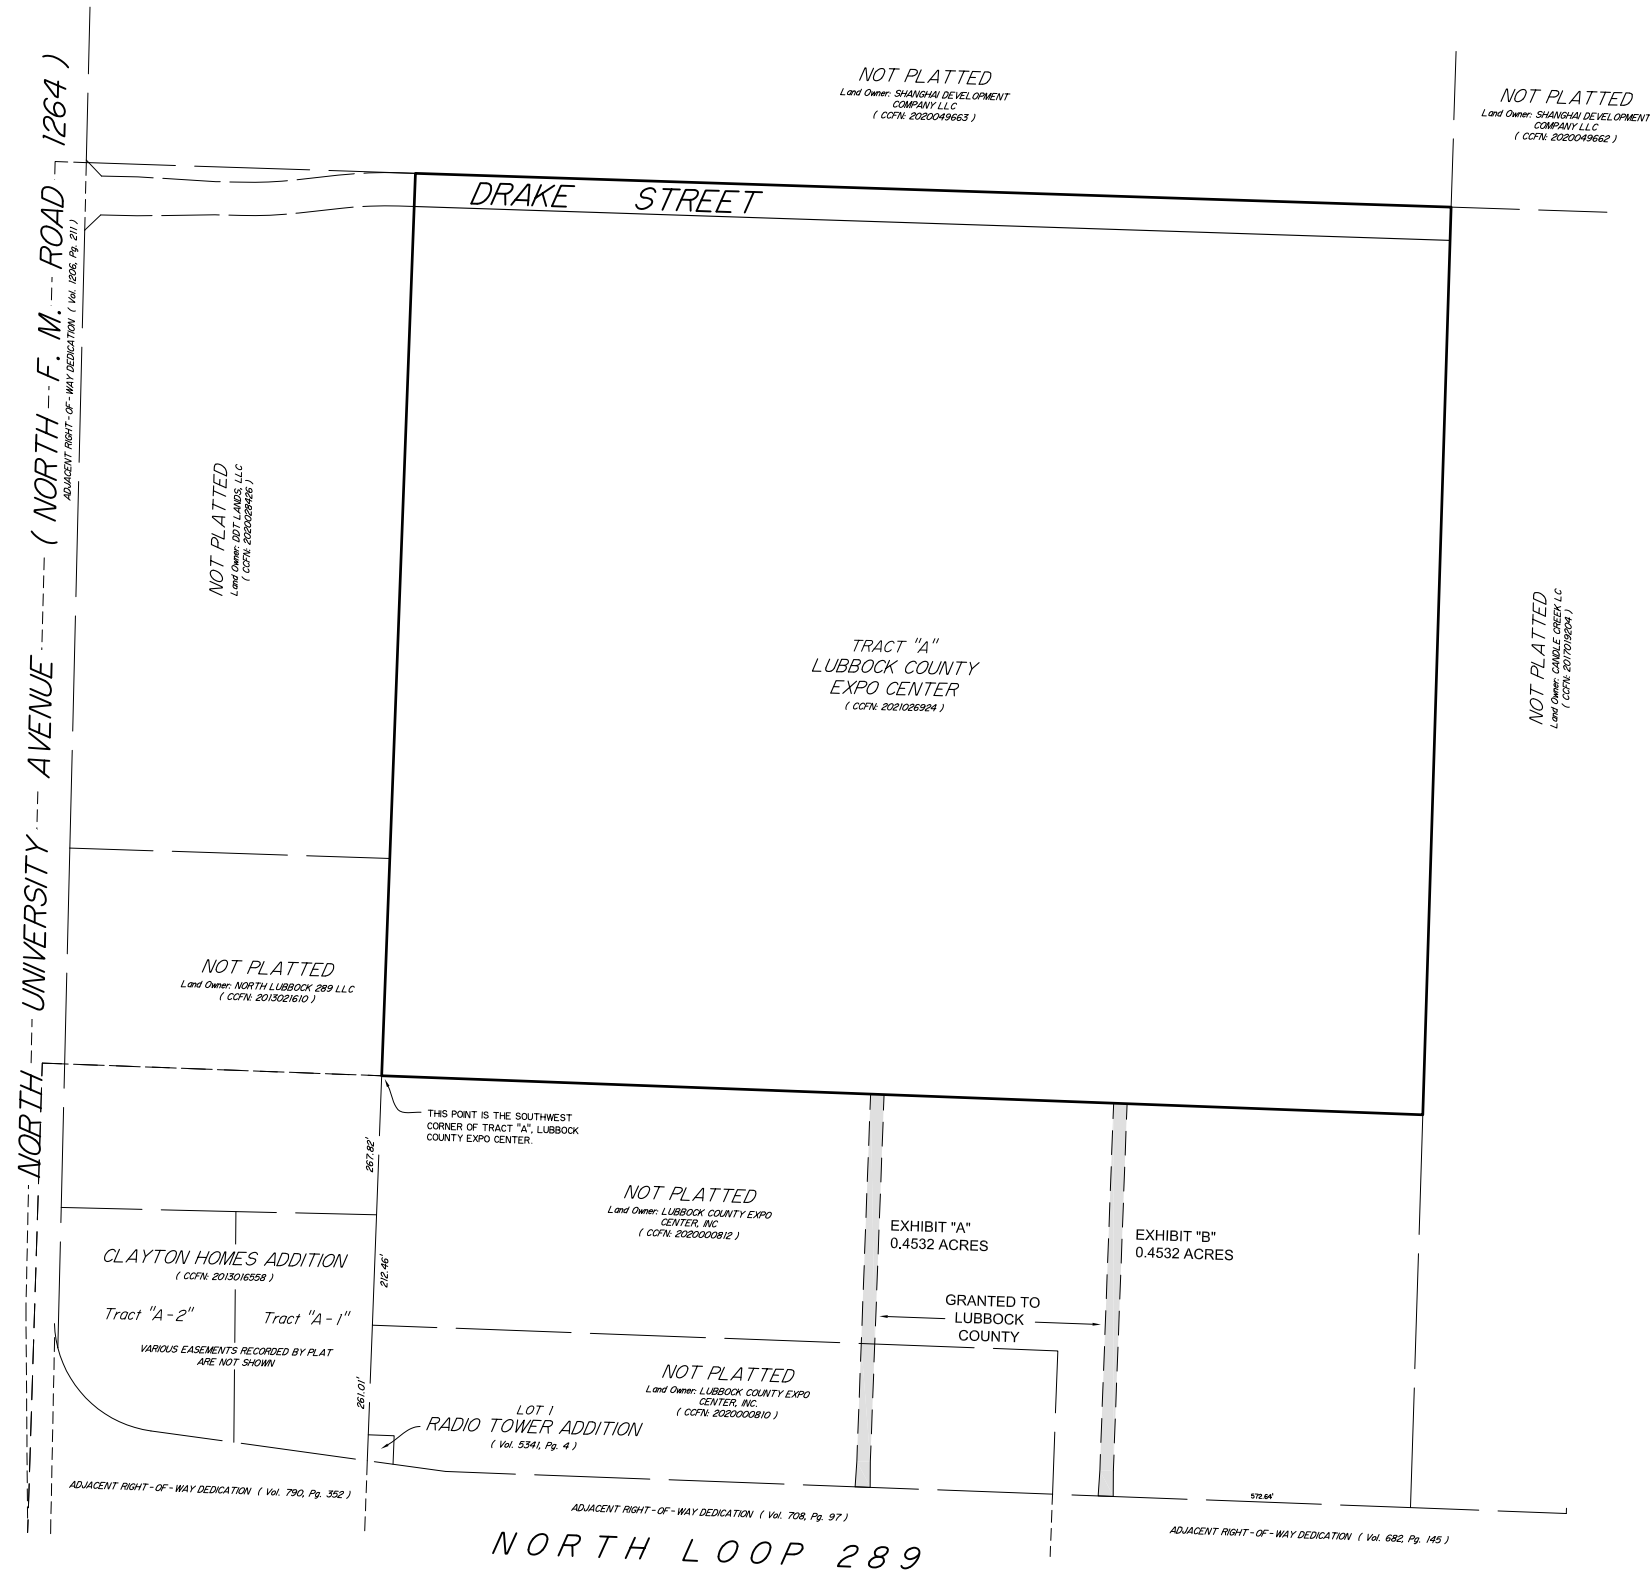 NOT PLATTED
Land Owner: SHANGHAI DEVELOPMENT
COMPANY LLC
( CCFN: 2020049663 )
NOT PLATTED
Land Owner: SHANGHAI DEVELOPMENT
COMPANY LLC
( CCFN: 2020049662 )
DRAKE STREET
NORTH UNIVERSITY AVENUE ( NORTH F. M. ROAD 1264 )
ADJACENT RIGHT-OF-WAY DEDICATION ( Vol. 1206, Pg. 211 )
NOT PLATTED
Land Owner: DDT LANDS, LLC
( CCFN: 2020028426 )
TRACT "A"
LUBBOCK COUNTY
EXPO CENTER
( CCFN: 2021026924 )
NOT PLATTED
Land Owner: CANDLE CREEK LC
( CCFN: 2017019204 )
NOT PLATTED
Land Owner: NORTH LUBBOCK 289 LLC
( CCFN: 2013021610 )
THIS POINT IS THE SOUTHWEST
CORNER OF TRACT "A", LUBBOCK
COUNTY EXPO CENTER.
267.82'
NOT PLATTED
Land Owner: LUBBOCK COUNTY EXPO
CENTER, INC
( CCFN: 2020000812 )
EXHIBIT "A"
0.4532 ACRES
EXHIBIT "B"
0.4532 ACRES
CLAYTON HOMES ADDITION
( CCFN: 2013016558 )
212.46'
Tract "A-2"
Tract "A-1"
GRANTED TO
LUBBOCK
COUNTY
VARIOUS EASEMENTS RECORDED BY PLAT
ARE NOT SHOWN
NOT PLATTED
Land Owner: LUBBOCK COUNTY EXPO
CENTER, INC.
( CCFN: 2020000810 )
261.01'
LOT 1
RADIO TOWER ADDITION
( Vol. 5341, Pg. 4 )
ADJACENT RIGHT-OF-WAY DEDICATION ( Vol. 790, Pg. 352 )
572.64'
ADJACENT RIGHT-OF-WAY DEDICATION ( Vol. 708, Pg. 97 )
ADJACENT RIGHT-OF-WAY DEDICATION ( Vol. 682, Pg. 145 )
NORTH LOOP 289